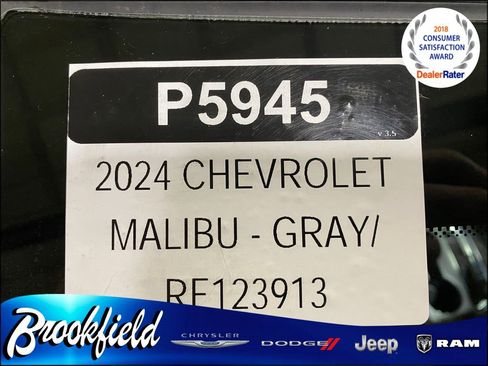 2018
CONSUMER
SATISFACTION
AWARD
DealerRater
P5945
v 3.5
2024 CHEVROLET
MALIBU - GRAY/
RF123913
Brookfield
CHRYSLER
DODGE
Jeep
RAM